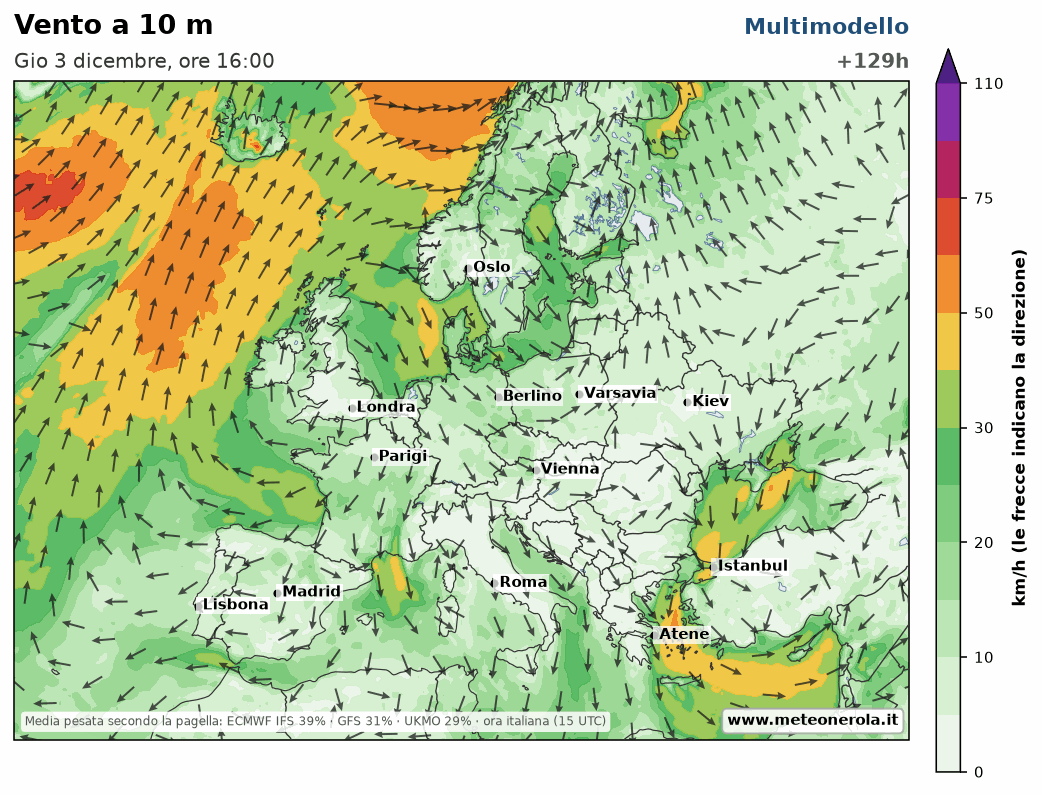 Vento a 10 m
Multimodello
Gio 3 dicembre, ore 16:00
+129h
110
75
50
30
20
10
0
km/h (le frecce indicano la direzione)
Oslo
Londra
Berlino
Varsavia
Kiev
Parigi
Vienna
Istanbul
Roma
Madrid
Lisbona
Atene
Media pesata secondo la pagella: ECMWF IFS 39% · GFS 31% · UKMO 29% · ora italiana (15 UTC)
www.meteonerola.it